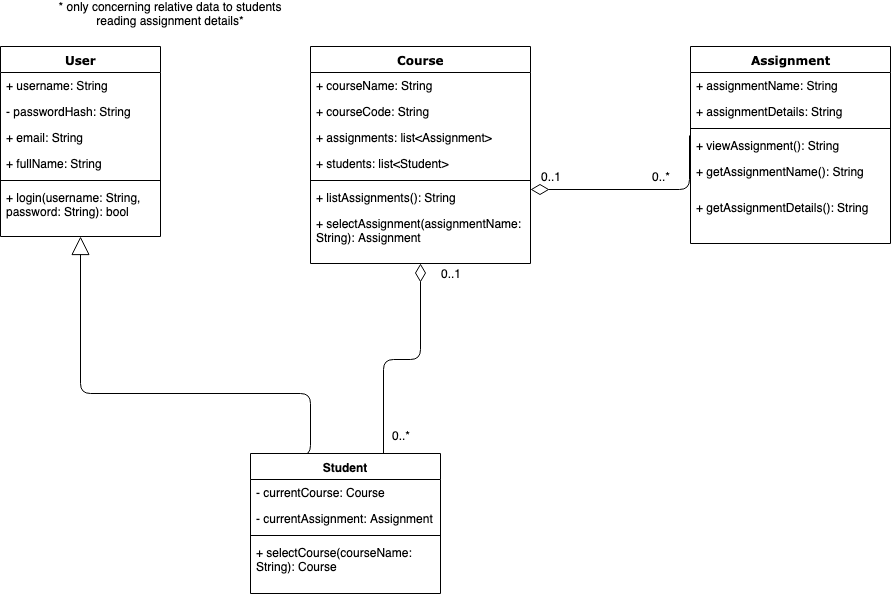 * only concerning relative data to students
reading assignment details*
User
+ username: String
- passwordHash: String
+ email: String
+ fullName: String
+ login(username: String,
password: String): bool
Course
+ courseName: String
+ courseCode: String
+ assignments: list<Assignment>
+ students: list<Student>
+ listAssignments(): String
+ selectAssignment(assignmentName:
String): Assignment
0..1
0..*
Assignment
+ assignmentName: String
+ assignmentDetails: String
+ viewAssignment(): String
+ getAssignmentName(): String
+ getAssignmentDetails(): String
0..1
0..*
Student
- currentCourse: Course
- currentAssignment: Assignment
+ selectCourse(courseName:
String): Course